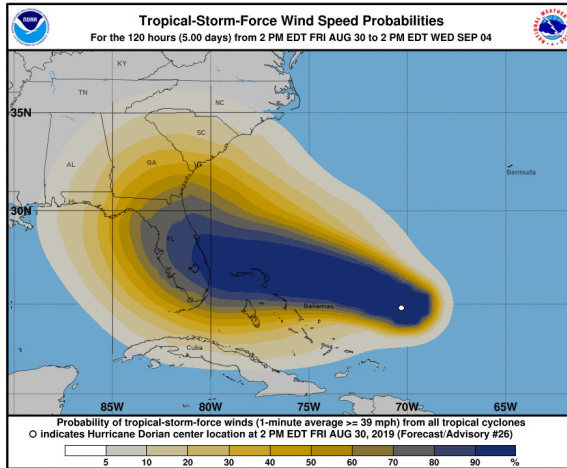 NOAA
Tropical-Storm-Force Wind Speed Probabilities
For the 120 hours (5.00 days) from 2 PM EDT FRI AUG 30 to 2 PM EDT WED SEP 04
KY
TN
NC
35N
SC
AL
GA
US
Bermuda
30N
FL
Bahamas
Cuba
85W 80W 75W 70W 65W
Probability of tropical-storm-force winds (1-minute average >= 39 mph) from all tropical cyclones
O indicates Hurricane Dorian center location at 2 PM EDT FRI AUG 30, 2019 (Forecast/Advisory #26)
5 10 20 30 40 50 60 70 80 90 %